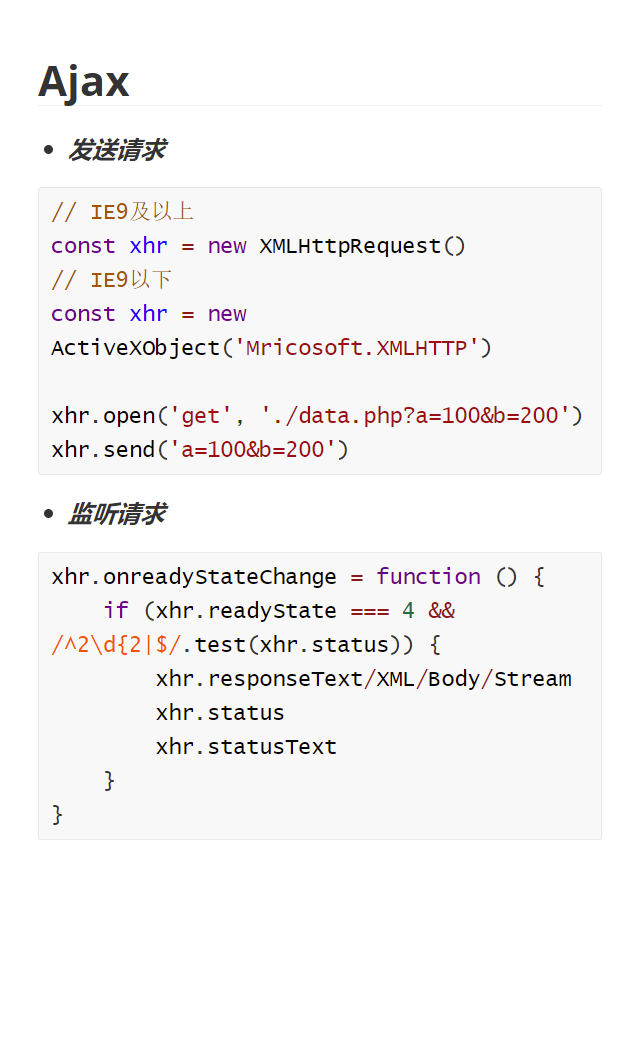 Ajax
发送请求
// IE9及以上
const xhr = new XMLHttpRequest()
// IE9以下
const xhr = new
ActiveXObject('Mricosoft.XMLHTTP')
xhr.open('get', './data.php?a=100&b=200')
xhr.send('a=100&b=200')
监听请求
xhr.onreadyStateChange = function () {
    if (xhr.readyState === 4 &&
/^2\d{2|$/.test(xhr.status)) {
        xhr.responseText/XML/Body/Stream
        xhr.status
        xhr.statusText
    }
}